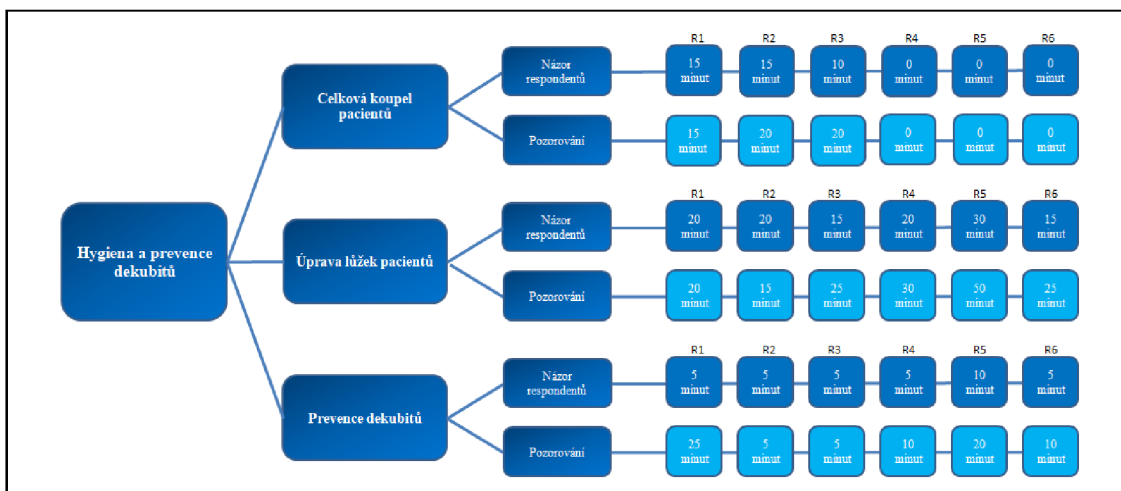 R1 R2 R3 R4 R5 R6
Názor
respondentů
15 15 10 0 0 0
minut minut minut minut minut minut
Celková koupel
pacientů
Pozorování
15 20 20 0 0 0
minut minut minut minut minut minut
R1 R2 R3 R4 R5 R6
Názor
respondentů
20 20 15 20 30 15
minut minut minut minut minut minut
Hygiena a prevence
dekubitů
Úprava lůžek pacientů
Pozorování
20 15 25 30 50 25
minut minut minut minut minut minut
R1 R2 R3 R4 R5 R6
Názor
respondentů
5 5 5 5 10 5
minut minut minut minut minut minut
Prevence dekubitů
Pozorování
25 5 5 10 20 10
minut minut minut minut minut minut